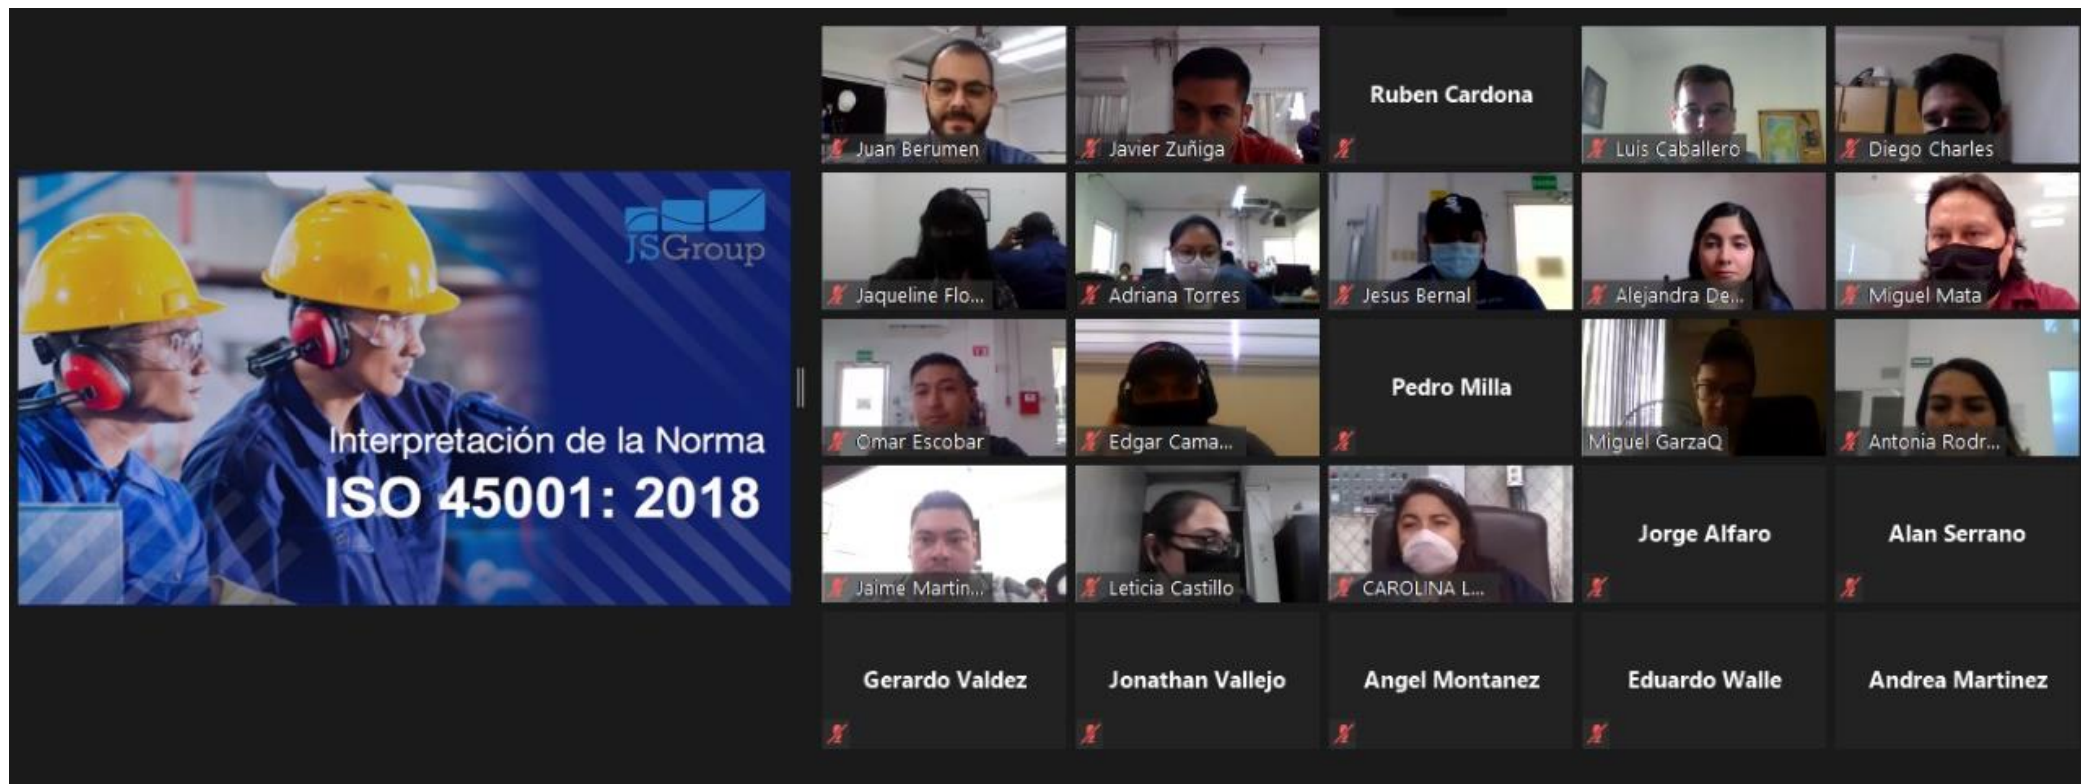 JSGroup
Interpretación de la Norma
ISO 45001: 2018
Juan Berumen
Javier Zuñiga
Ruben Cardona
Luis Caballero
Diego Charles
Jaqueline Flo...
Adriana Torres
Jesus Bernal
Alejandra De...
Miguel Mata
Omar Escobar
Edgar Cama...
Pedro Milla
Miguel GarzaQ
Antonia Rodr...
Jaime Martin...
Leticia Castillo
CAROLINA L...
Jorge Alfaro
Alan Serrano
Gerardo Valdez
Jonathan Vallejo
Angel Montanez
Eduardo Walle
Andrea Martinez